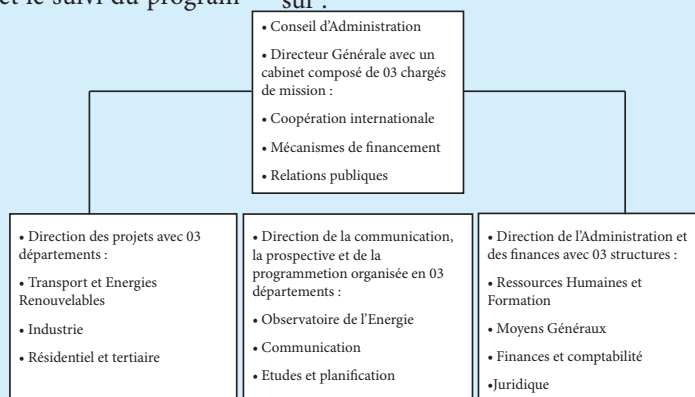 et le suivi du program-
sur :
• Conseil d’Administration
• Directeur Générale avec un
cabinet composé de 03 chargés
de mission :
• Coopération internationale
• Mécanismes de financement
• Relations publiques
• Direction des projets avec 03
départements :
• Transport et Energies
Renouvelables
• Industrie
• Résidentiel et tertiaire
• Direction de la communication,
la prospective et de la
programmetion organisée en 03
départements :
• Observatoire de l’Energie
• Communication
• Etudes et planification
• Direction de l’Administration et
des finances avec 03 structures :
• Ressources Humaines et
Formation
• Moyens Généraux
• Finances et comptabilité
•Juridique